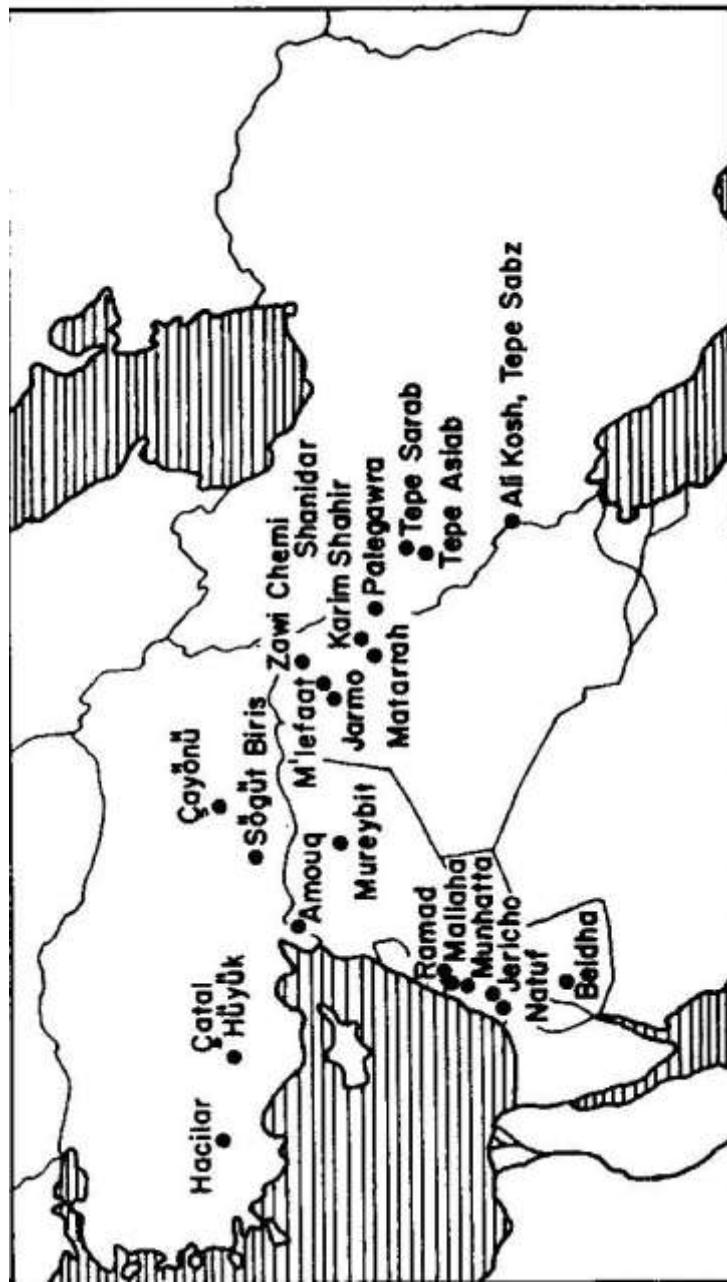 Hacilar
Çatal
Hüyük
Çayönü
Söğüt Biris
Amouq
Mureybit
M'lefaat
Zawi Chemi
Shanidar
Karim Shahir
Jarmo
Palegawra
Matarrah
Tepe Sarab
Tepe Asiab
Ali Kosh, Tepe Sabz
Ramad
Mallaha
Munhatta
Jericho
Natuf
Beidha